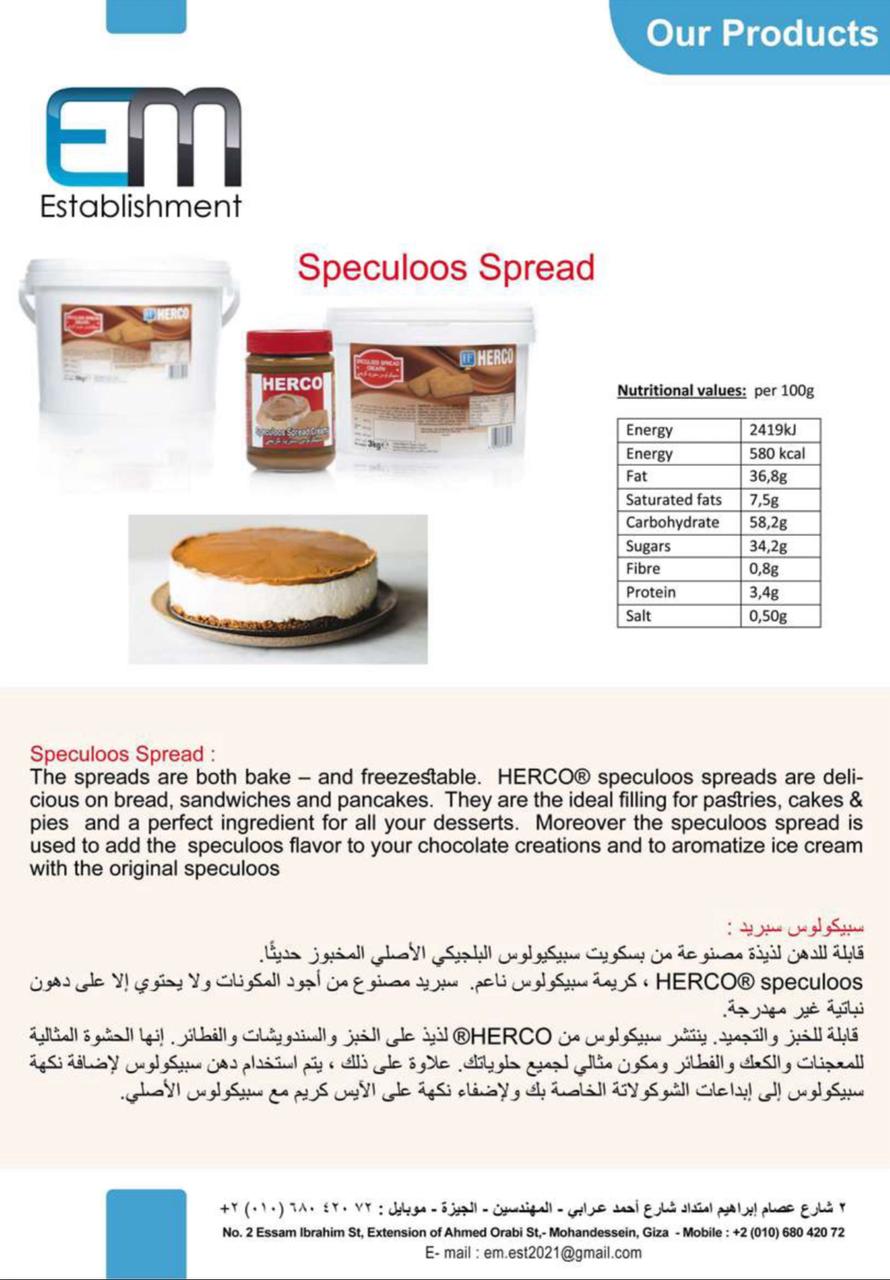 Our Products
EM
Establishment
Speculoos Spread
HERCO
HERCO
Speculoos Spread Cream
SPECULOOS SPREAD
CREAM
HERCO
3kg e
Nutritional values: per 100g
Energy 2419kJ
Energy 580 kcal
Fat 36,8g
Saturated fats 7,5g
Carbohydrate 58,2g
Sugars 34,2g
Fibre 0,8g
Protein 3,4g
Salt 0,50g
Speculoos Spread :
The spreads are both bake – and freezestable. HERCO® speculoos spreads are deli-
cious on bread, sandwiches and pancakes. They are the ideal filling for pastries, cakes &
pies and a perfect ingredient for all your desserts. Moreover the speculoos spread is
used to add the speculoos flavor to your chocolate creations and to aromatize ice cream
with the original speculoos
سبيكولوس سبريد :
قابلة للدهن لذيذة مصنوعة من بسكويت سبيكيولوس البلجيكي الأصلي المخبوز حديثًا.
HERCO® speculoos ، كريمة سبيكولوس ناعم. سبريد مصنوع من أجود المكونات ولا يحتوي إلا على دهون
نباتية غير مهدرجة.
قابلة للخبز والتجميد. ينتشر سبيكولوس من HERCO® لذيذ على الخبز والسندويشات والفطائر. إنها الحشوة المثالية
للمعجنات والكعك والفطائر ومكون مثالي لجميع حلوياتك. علاوة على ذلك ، يتم استخدام دهن سبيكولوس لإضافة نكهة
سبيكولوس إلى إبداعات الشوكولاتة الخاصة بك ولإضفاء نكهة على الآيس كريم مع سبيكولوس الأصلي.
٢ شارع عصام إبراهيم امتداد شارع أحمد عرابي - المهندسين - الجيزة - موبايل : ٧٢ ٤٢٠ ٦٨٠ (٠١٠) ٢+
No. 2 Essam Ibrahim St, Extension of Ahmed Orabi St,- Mohandessein, Giza - Mobile : +2 (010) 680 420 72
E- mail : em.est2021@gmail.com